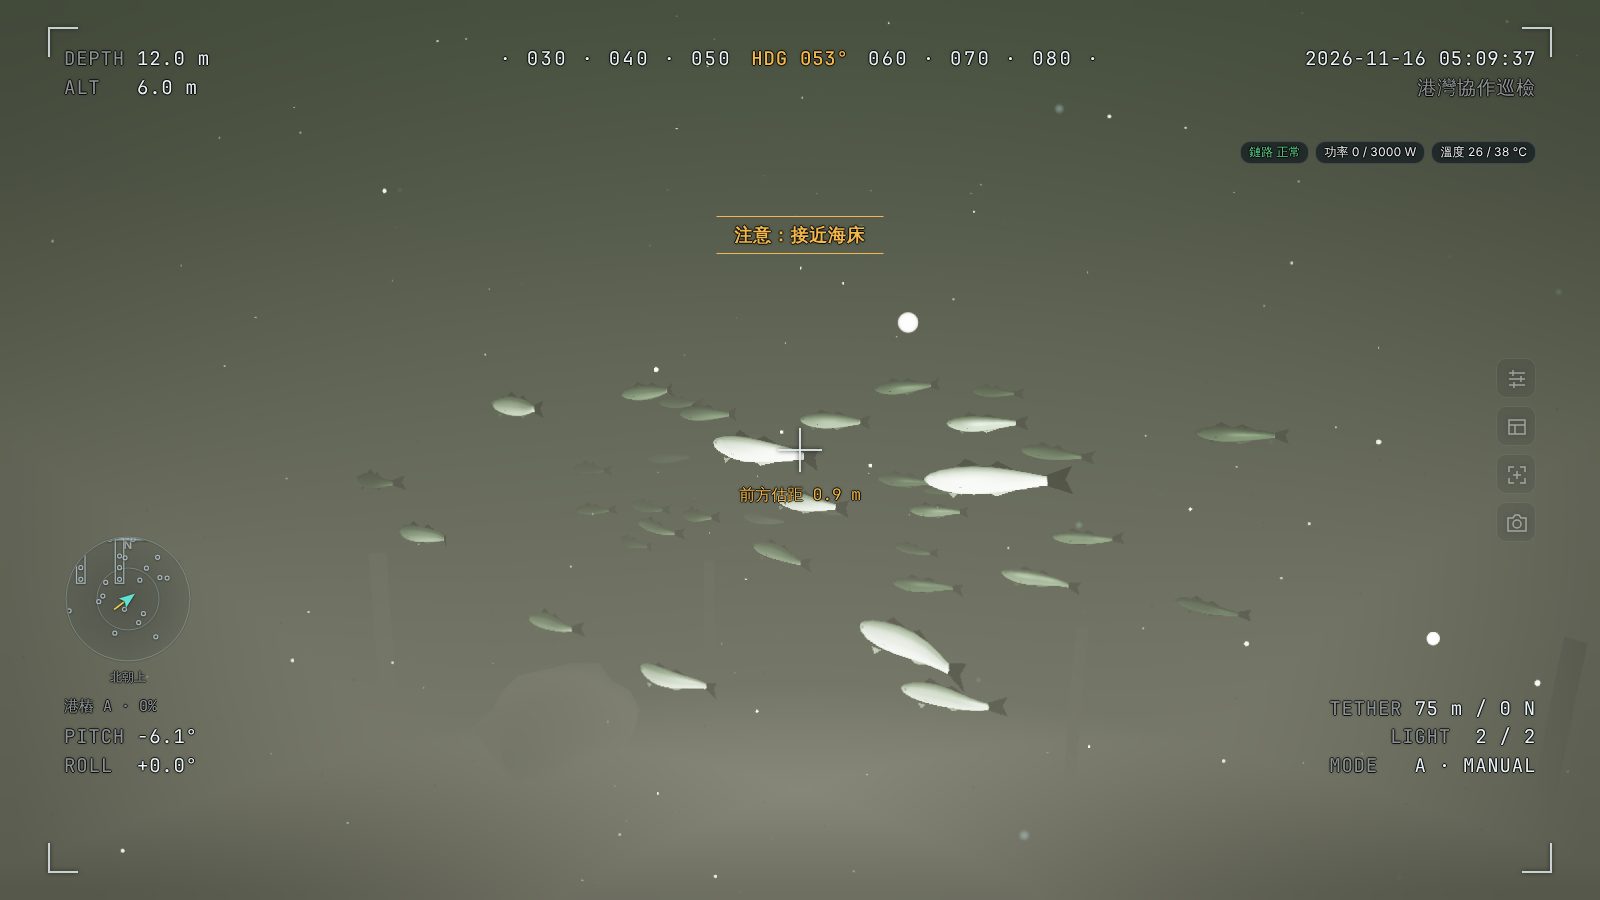 DEPTH 12.0 m
ALT 6.0 m
· 030 · 040 · 050 HDG 053° 060 · 070 · 080 ·
2026-11-16 05:09:37
港灣協作巡檢
鏈路 正常 功率 0 / 3000 W 溫度 26 / 38 °C
注意：接近海床
前方估距 0.9 m
N
北朝上
港樁 A · 0%
PITCH -6.1°
ROLL +0.0°
TETHER 75 m / 0 N
LIGHT 2 / 2
MODE A · MANUAL